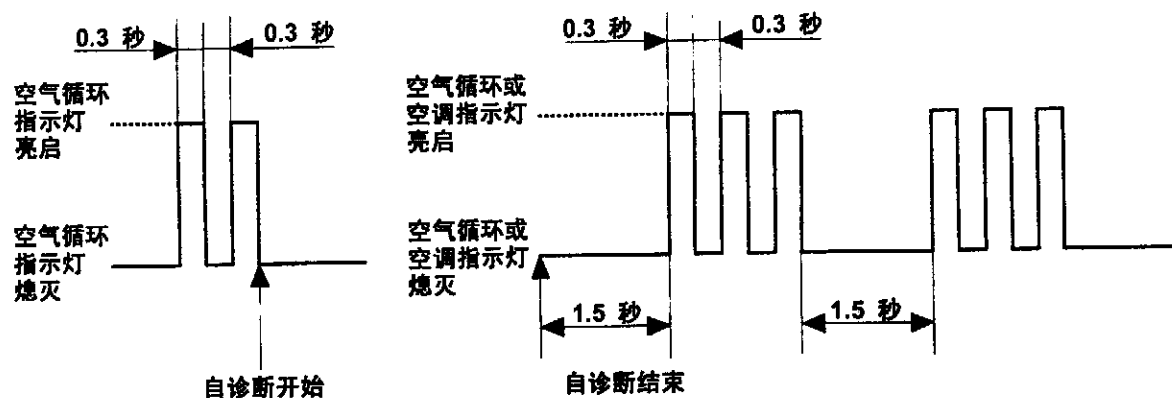 0.3 秒
0.3 秒
空气循环
指示灯
亮启
空气循环
指示灯
熄灭
自诊断开始
0.3 秒
0.3 秒
空气循环或
空调指示灯
亮启
空气循环或
空调指示灯
熄灭
1.5 秒
1.5 秒
自诊断结束